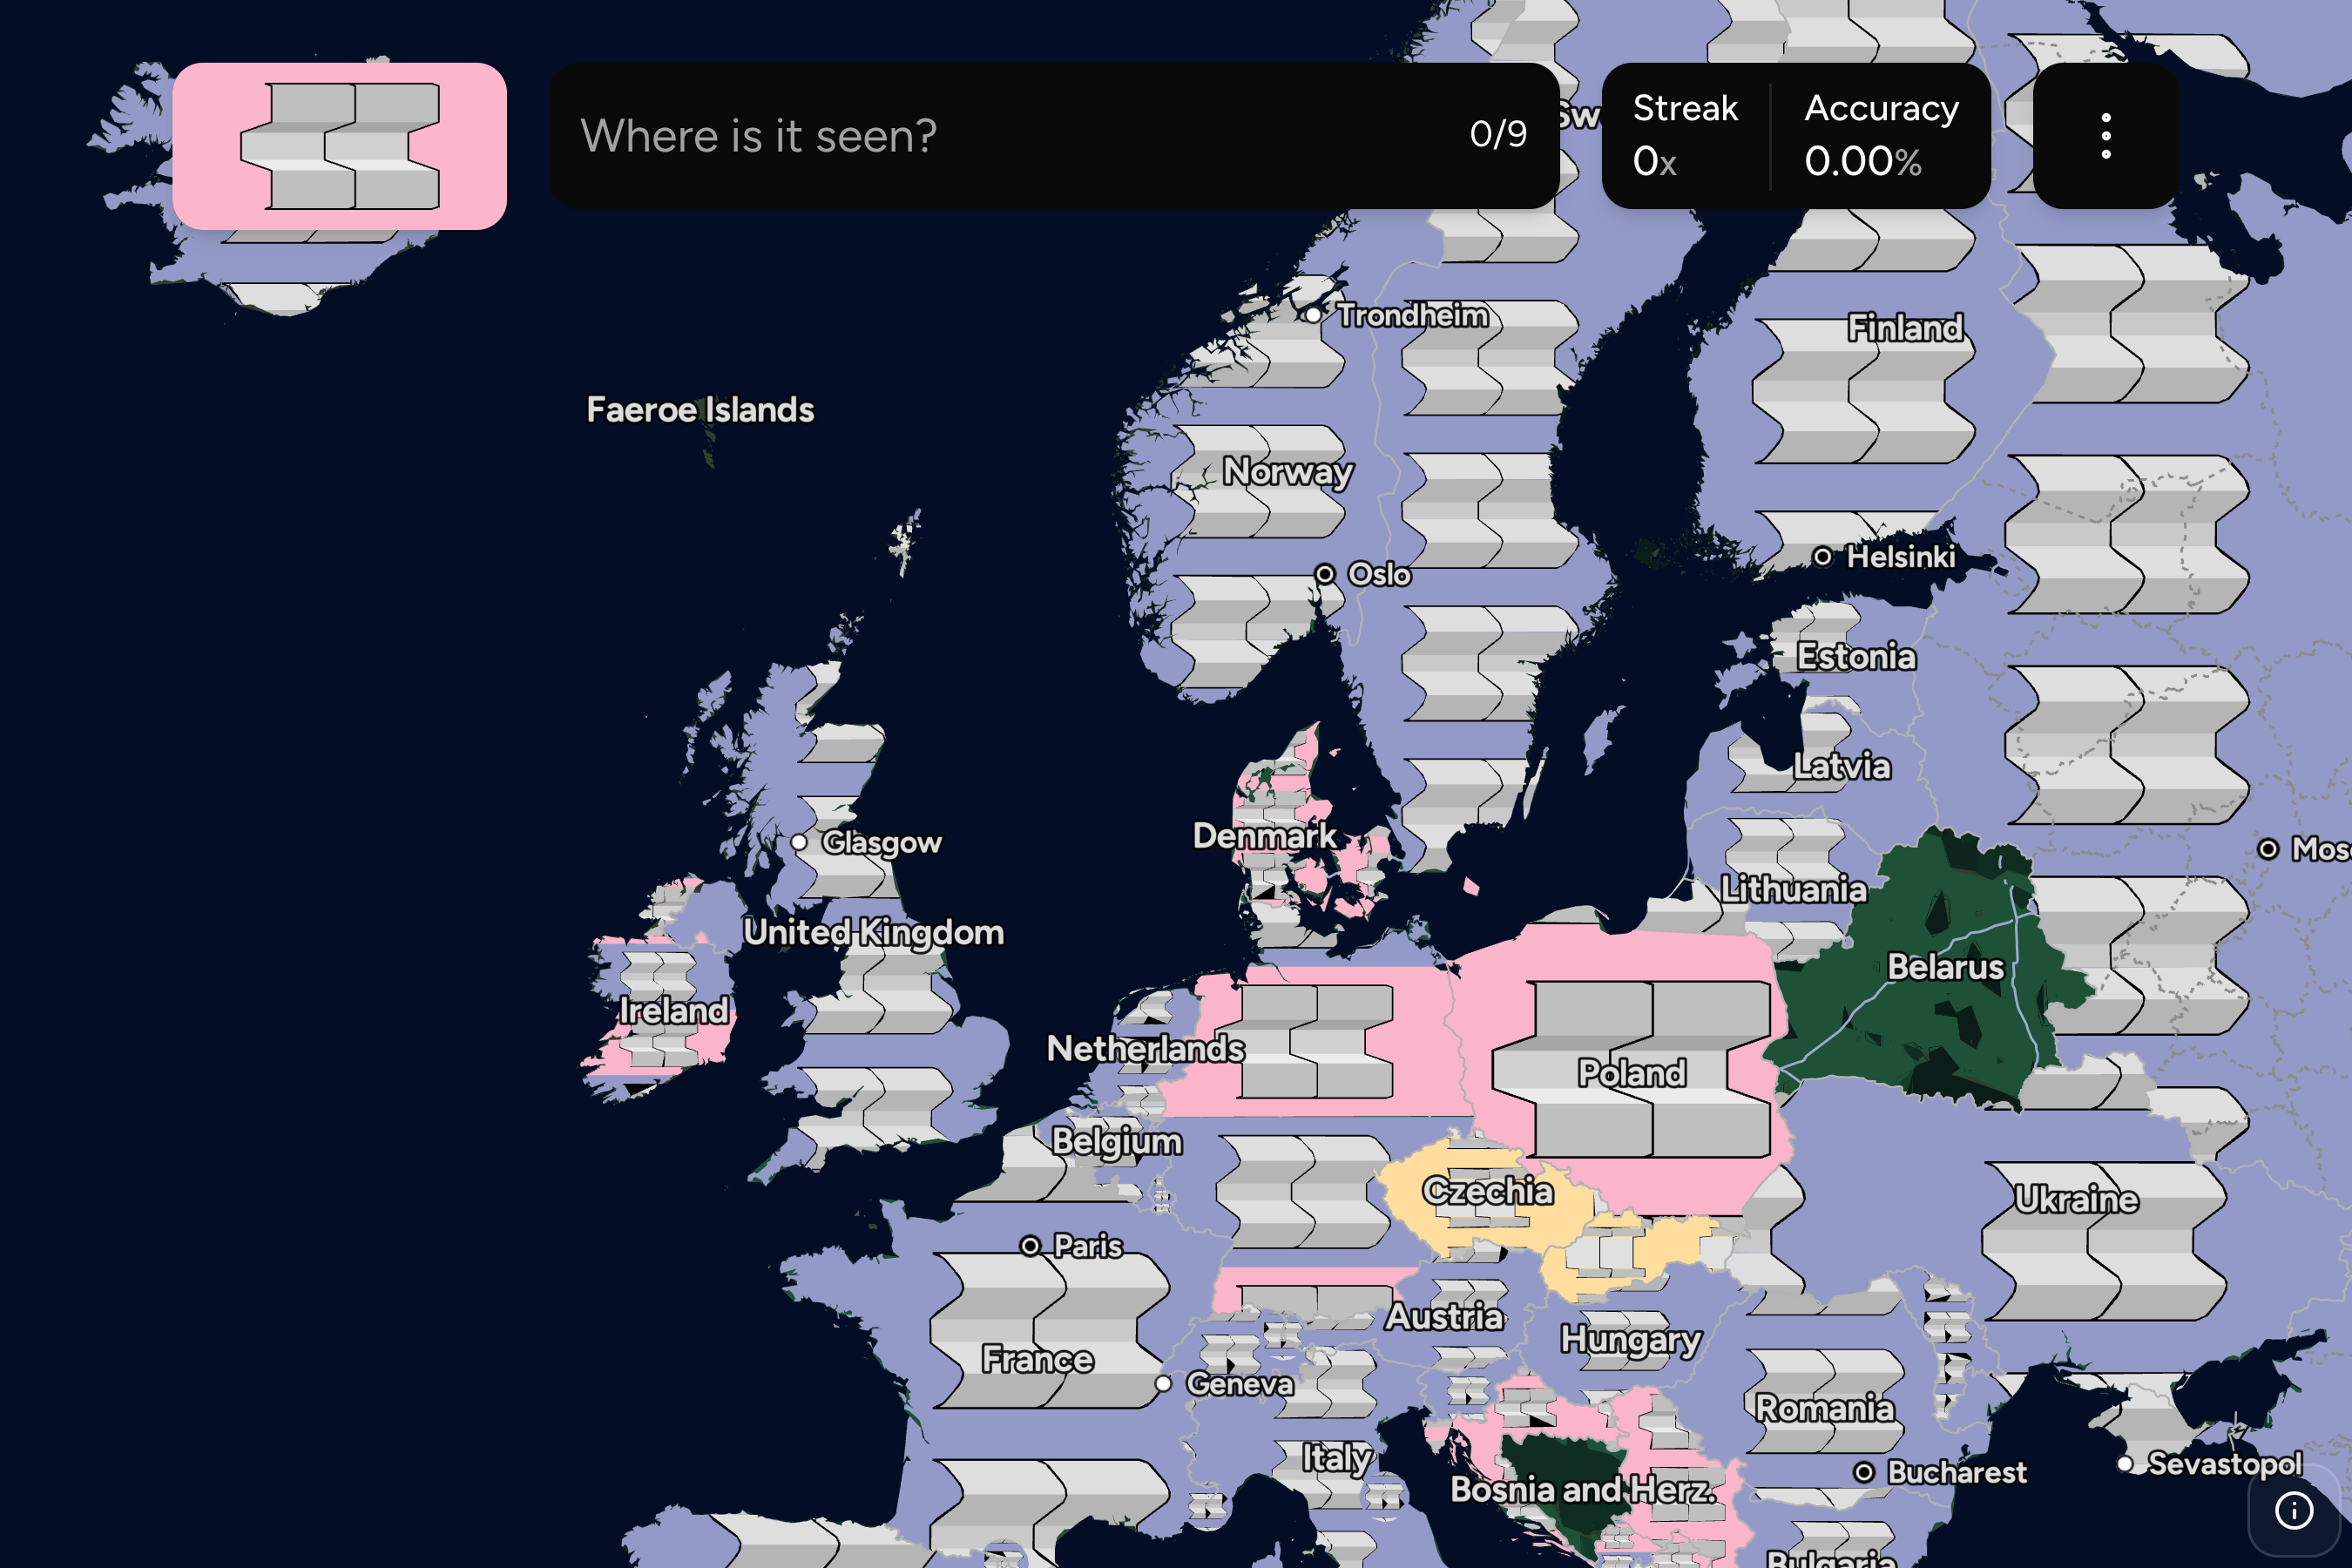 Where is it seen?
0/9
Sw
Streak
0x
Accuracy
0.00%
Trondheim
Finland
Faeroe Islands
Norway
Oslo
Helsinki
Estonia
Latvia
Denmark
Glasgow
Mosc
Lithuania
United Kingdom
Belarus
Ireland
Netherlands
Poland
Belgium
Czechia
Ukraine
Paris
Austria
Hungary
France
Geneva
Romania
Italy
Bosnia and Herz.
Bucharest
Sevastopol
Bulgaria